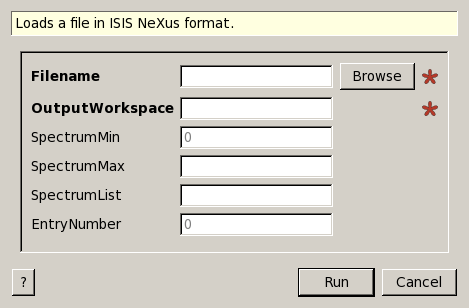 Loads a file in ISIS NeXus format.
Filename
Browse
*
OutputWorkspace
*
SpectrumMin
0
SpectrumMax
SpectrumList
EntryNumber
0
?
Run
Cancel